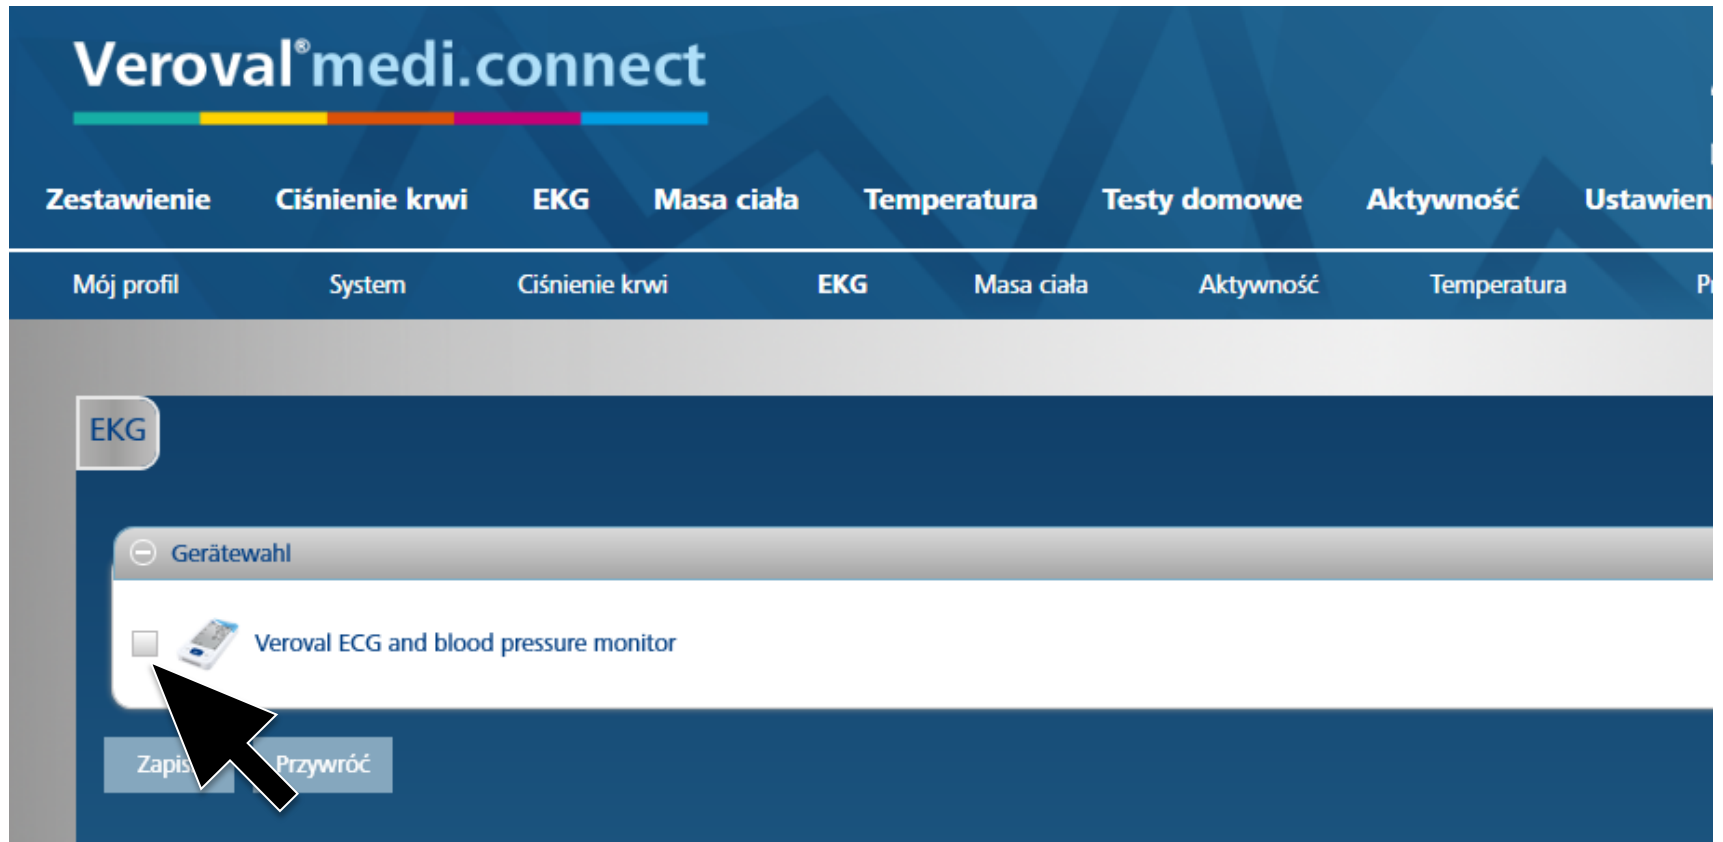 Veroval®medi.connect
Zestawienie Ciśnienie krwi EKG Masa ciała Temperatura Testy domowe Aktywność
Mój profil System Ciśnienie krwi EKG Masa ciała Aktywność Temperatura
EKG
Gerätewahl
Veroval ECG and blood pressure monitor
Przywróć